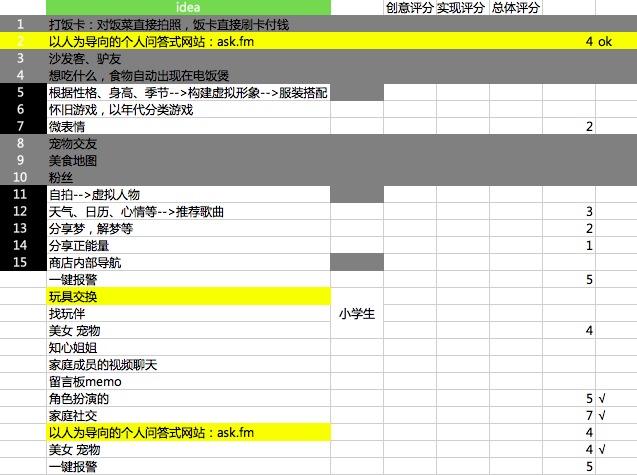 idea 创意评分 实现评分 总体评分
1 打饭卡：对饭菜直接拍照，饭卡直接刷卡付钱
2 以人为导向的个人问答式网站：ask.fm 4 ok
3 沙发客、驴友
4 想吃什么，食物自动出现在电饭煲
5 根据性格、身高、季节-->构建虚拟形象-->服装搭配
6 怀旧游戏，以年代分类游戏
7 微表情 2
8 宠物交友
9 美食地图
10 粉丝
11 自拍-->虚拟人物
12 天气、日历、心情等-->推荐歌曲 3
13 分享梦，解梦等 2
14 分享正能量 1
15 商店内部导航
一键报警 5
玩具交换
找玩伴 小学生
美女 宠物 4
知心姐姐
家庭成员的视频聊天
留言板memo
角色扮演的 5 √
家庭社交 7 √
以人为导向的个人问答式网站：ask.fm 4
美女 宠物 4 √
一键报警 5